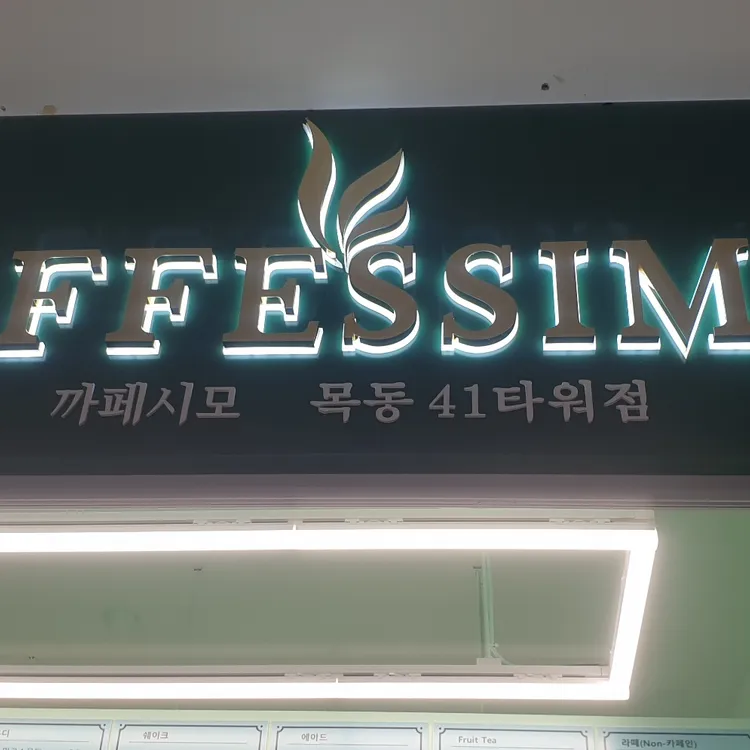 FFESSIM
까페시모 목동 41타워점
쉐이크
에이드
Fruit Tea
라떼(Non-카페인)